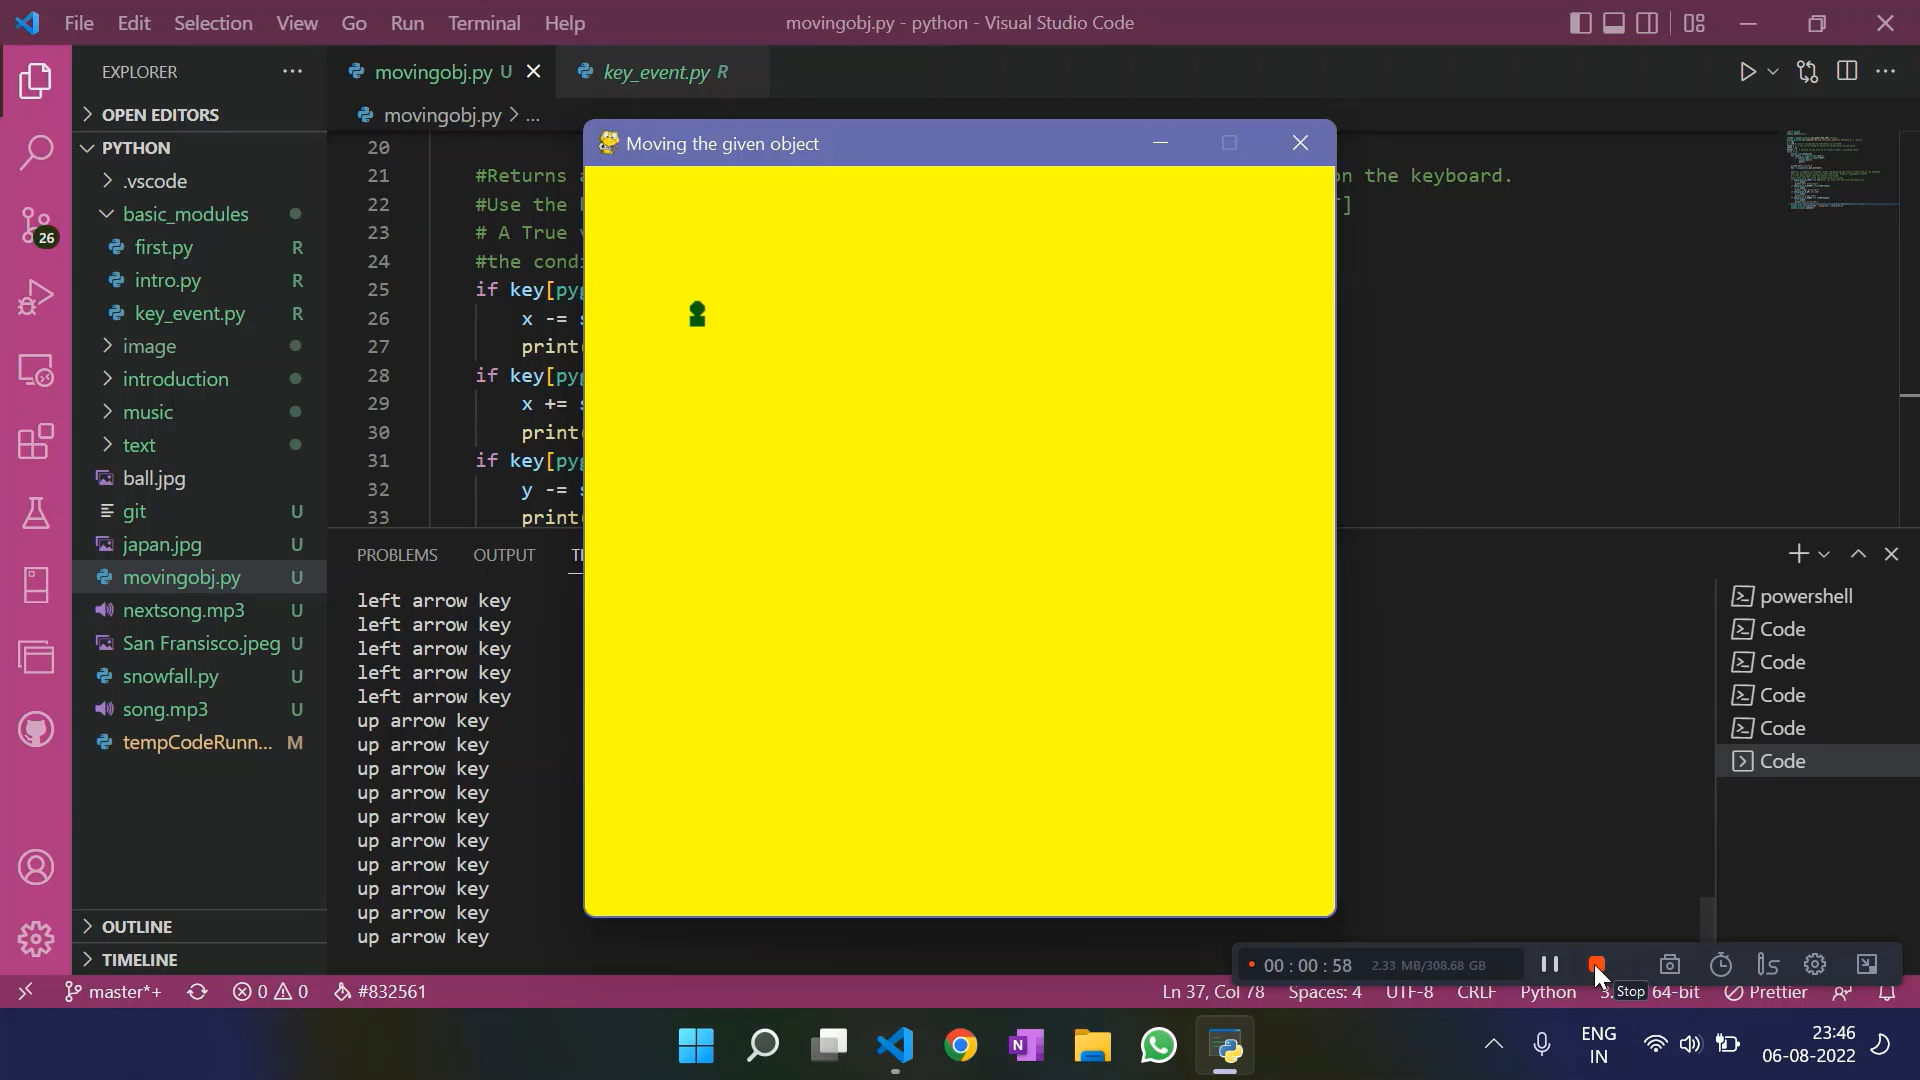 File Edit Selection View Go Run Terminal Help
movingobj.py - python - Visual Studio Code
EXPLORER
OPEN EDITORS
PYTHON
.vscode
basic_modules
first.py R
intro.py R
key_event.py R
image
introduction
music
text
ball.jpg
git U
japan.jpg U
movingobj.py U
nextsong.mp3 U
San Fransisco.jpeg U
snowfall.py U
song.mp3 U
tempCodeRunn... M
OUTLINE
TIMELINE
26
movingobj.py U
key_event.py R
movingobj.py > ...
20
21 #Returns on the keyboard.
22 #Use the ]
23 # A True
24 #the cond
25 if key[pyg
26 x -=
27 print
28 if key[pyg
29 x +=
30 print
31 if key[pyg
32 y -=
33 print
Moving the given object
PROBLEMS OUTPUT
left arrow key
left arrow key
left arrow key
left arrow key
left arrow key
up arrow key
up arrow key
up arrow key
up arrow key
up arrow key
up arrow key
up arrow key
up arrow key
up arrow key
up arrow key
powershell
Code
Code
Code
Code
Code
00 : 00 : 58 2.33 MB/308.68 GB
Stop
master*+ 0 0 #832561
Ln 37, Col 78 Spaces: 4 UTF-8 CRLF Python 64-bit Prettier
ENG
IN
23:46
06-08-2022